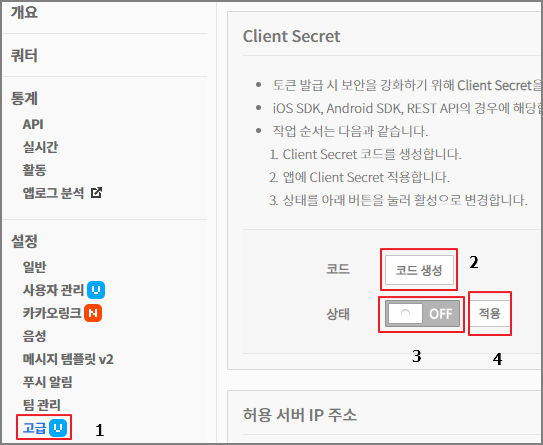 개요
쿼터
통계
API
실시간
활동
앱로그 분석
설정
일반
사용자 관리 U
카카오링크 N
음성
메시지 템플릿 v2
푸시 알림
팀 관리
고급 U
1
Client Secret
토큰 발급 시 보안을 강화하기 위해 Client Secret을
iOS SDK, Android SDK, REST API의 경우에 해당합
작업 순서는 다음과 같습니다.
1. Client Secret 코드를 생성합니다.
2. 앱에 Client Secret 적용합니다.
3. 상태를 아래 버튼을 눌러 활성으로 변경합니다.
코드 코드 생성 2
상태 OFF 적용
3 4
허용 서버 IP 주소